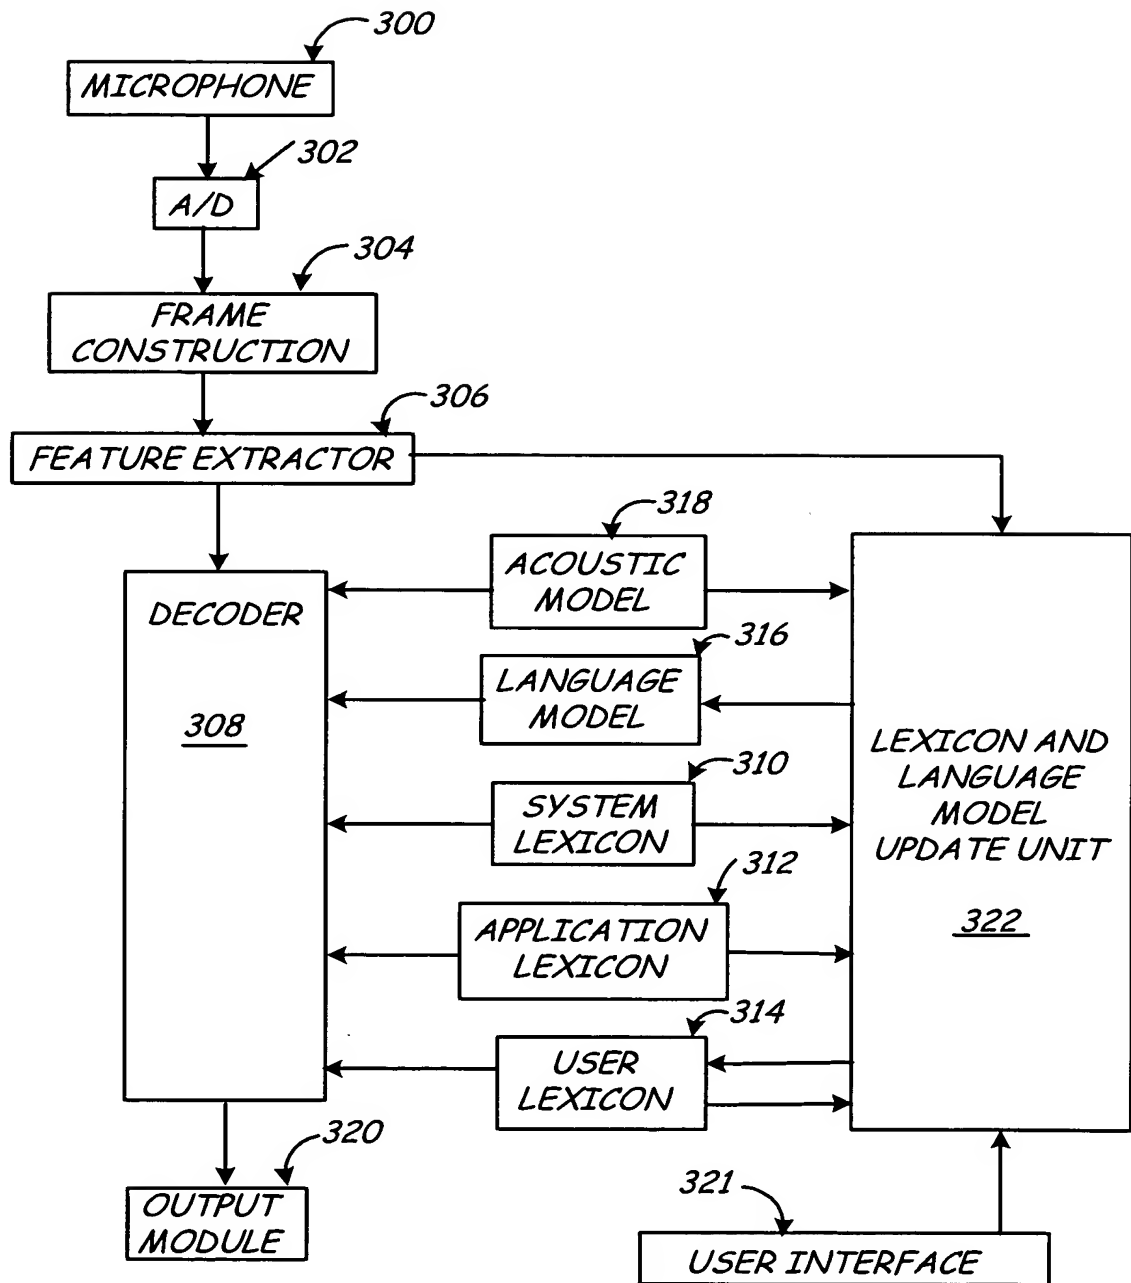 300
MICROPHONE
302
A/D
304
FRAME
CONSTRUCTION
306
FEATURE EXTRACTOR
318
ACOUSTIC
MODEL
DECODER
308
316
LANGUAGE
MODEL
310
SYSTEM
LEXICON
312
APPLICATION
LEXICON
314
USER
LEXICON
LEXICON AND
LANGUAGE
MODEL
UPDATE UNIT
322
320
OUTPUT
MODULE
321
USER INTERFACE